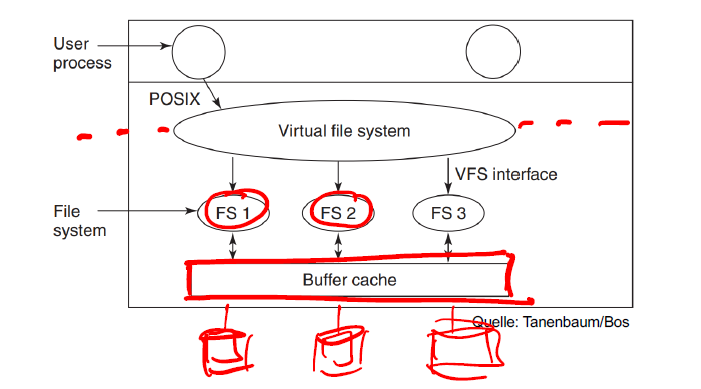 User
process
POSIX
Virtual file system
VFS interface
File
system
FS 1
FS 2
FS 3
Buffer cache
Quelle: Tanenbaum/Bos